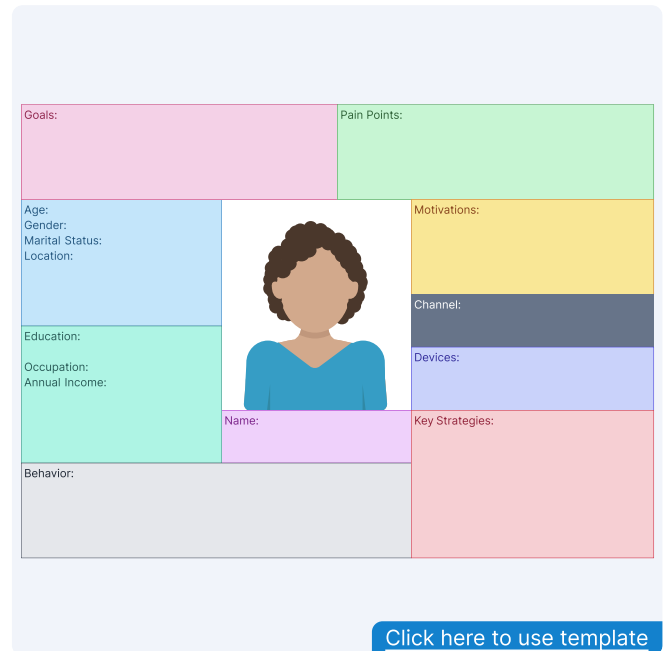 Goals:
Pain Points:
Age:
Gender:
Marital Status:
Location:
Motivations:
Channel:
Education:
Devices:
Occupation:
Annual Income:
Name:
Key Strategies:
Behavior:
Click here to use template